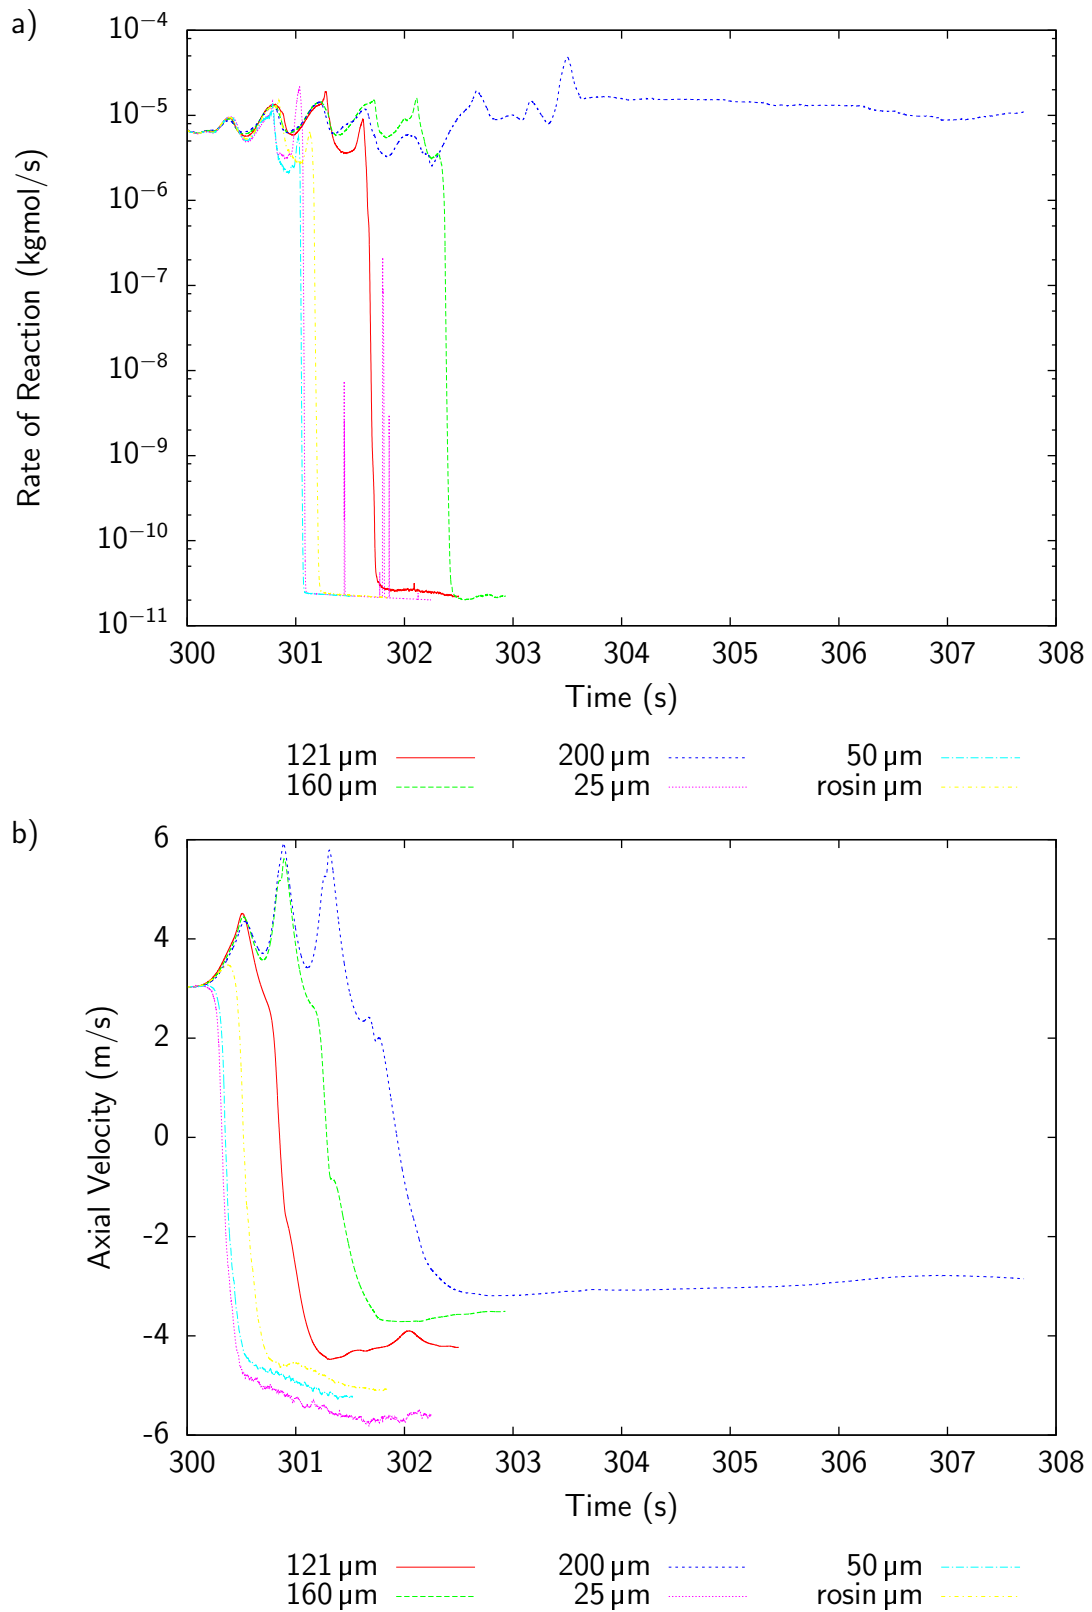 a)
10⁻⁴
10⁻⁵
10⁻⁶
10⁻⁷
10⁻⁸
10⁻⁹
10⁻¹⁰
10⁻¹¹
Rate of Reaction (kgmol/s)
300 301 302 303 304 305 306 307 308
Time (s)
121 µm 200 µm 50 µm
160 µm 25 µm rosin µm
b)
6
4
2
0
-2
-4
-6
Axial Velocity (m/s)
300 301 302 303 304 305 306 307 308
Time (s)
121 µm 200 µm 50 µm
160 µm 25 µm rosin µm